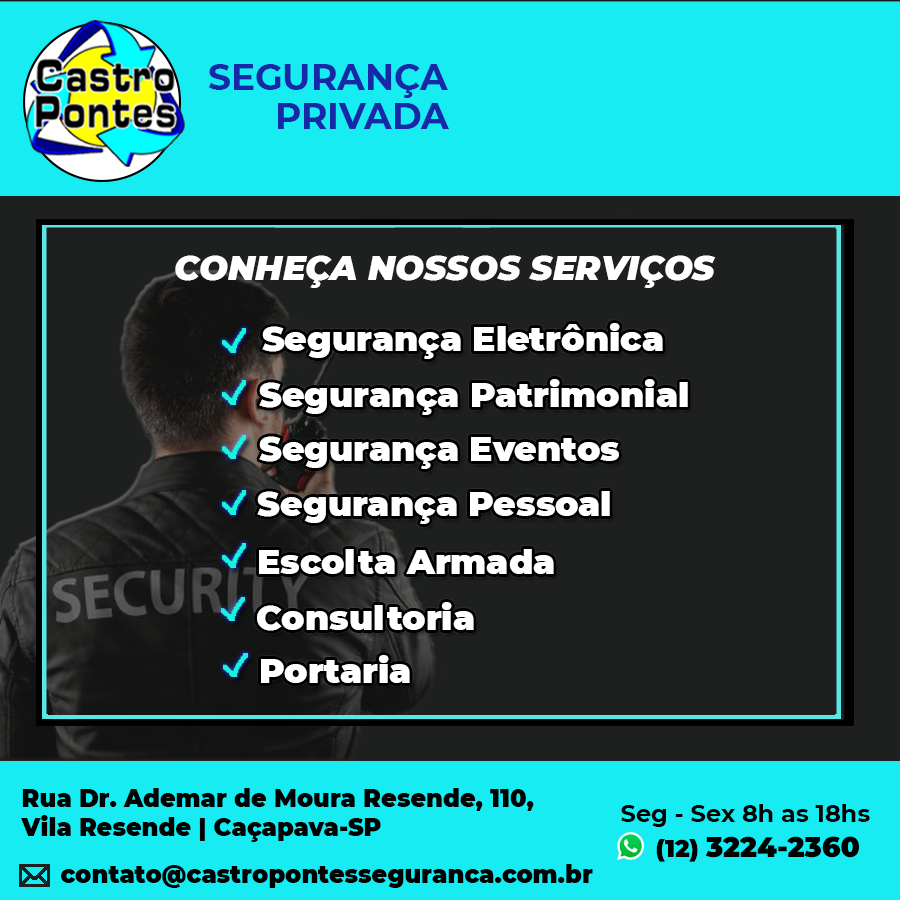 Castro
Pontes
SEGURANÇA
PRIVADA
CONHEÇA NOSSOS SERVIÇOS
Segurança Eletrônica
Segurança Patrimonial
Segurança Eventos
Segurança Pessoal
Escolta Armada
SECURITY
Consultoria
Portaria
Rua Dr. Ademar de Moura Resende, 110,
Vila Resende | Caçapava-SP
Seg - Sex 8h as 18hs
(12) 3224-2360
contato@castropontesseguranca.com.br